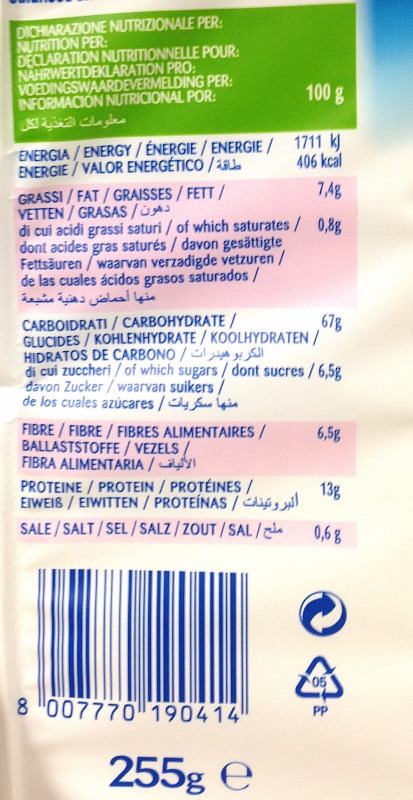 DICHIARAZIONE NUTRIZIONALE PER:
NUTRITION PER:
DÉCLARATION NUTRITIONNELLE POUR:
NÄHRWERTDEKLARATION PRO:
VOEDINGSWAARDEVERMELDING PER:
INFORMACIÓN NUTRICIONAL POR: 100 g
معلومات التغذية لكل
ENERGIA / ENERGY / ÉNERGIE / ENERGIE / 1711 kJ
ENERGIE / VALOR ENERGÉTICO / طاقة 406 kcal
GRASSI / FAT / GRAISSES / FETT / 7,4g
VETTEN / GRASAS / دهون
di cui acidi grassi saturi / of which saturates / 0,8g
dont acides gras saturés / davon gesättigte
Fettsäuren / waarvan verzadigde vetzuren /
de las cuales ácidos grasos saturados /
منها أحماض دهنية مشبعة
CARBOIDRATI / CARBOHYDRATE / 67g
GLUCIDES / KOHLENHYDRATE / KOOLHYDRATEN /
HIDRATOS DE CARBONO / الكربوهيدرات
di cui zuccheri / of which sugars / dont sucres / 6,5g
davon Zucker / waarvan suikers /
de los cuales azúcares / منها سكريات
FIBRE / FIBRE / FIBRES ALIMENTAIRES / 6,5g
BALLASTSTOFFE / VEZELS /
FIBRA ALIMENTARIA / الألياف
PROTEINE / PROTEIN / PROTÉINES / 13g
EIWEIß / EIWITTEN / PROTEÍNAS / البروتينات
SALE / SALT / SEL / SALZ / ZOUT / SAL / ملح 0,6 g
8 007770 190414
05
PP
255g e